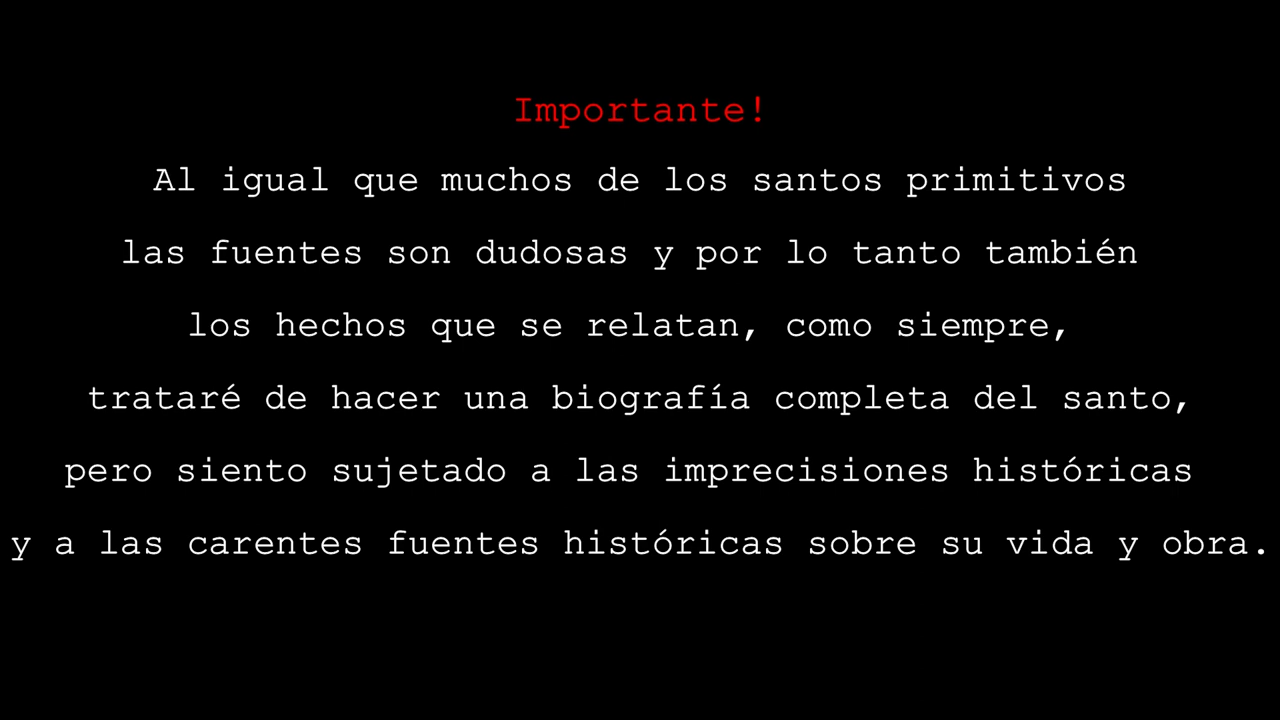 Importante!
Al igual que muchos de los santos primitivos
las fuentes son dudosas y por lo tanto también
los hechos que se relatan, como siempre,
trataré de hacer una biografía completa del santo,
pero siento sujetado a las imprecisiones históricas
y a las carentes fuentes históricas sobre su vida y obra.